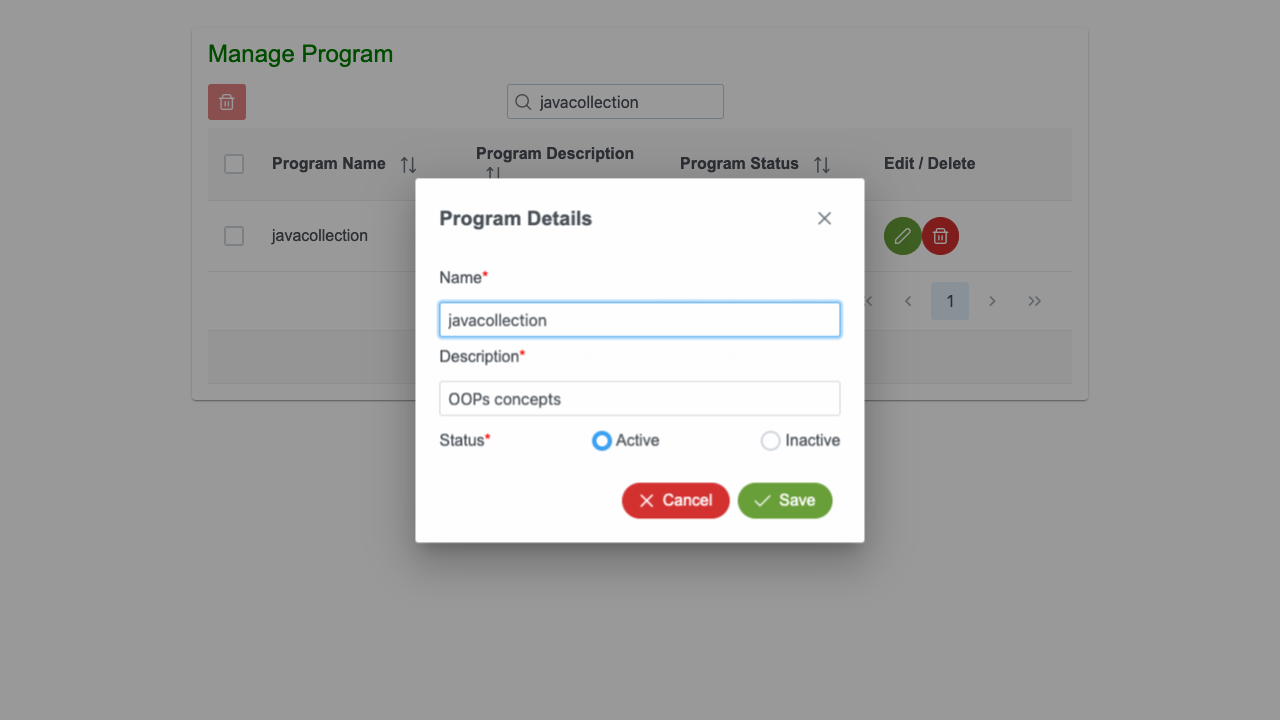 Manage Program
javacollection
Program Name
Program Description
Program Status
Edit / Delete
javacollection
1
Program Details
Name*
javacollection
Description*
OOPs concepts
Status*
Active
Inactive
Cancel
Save